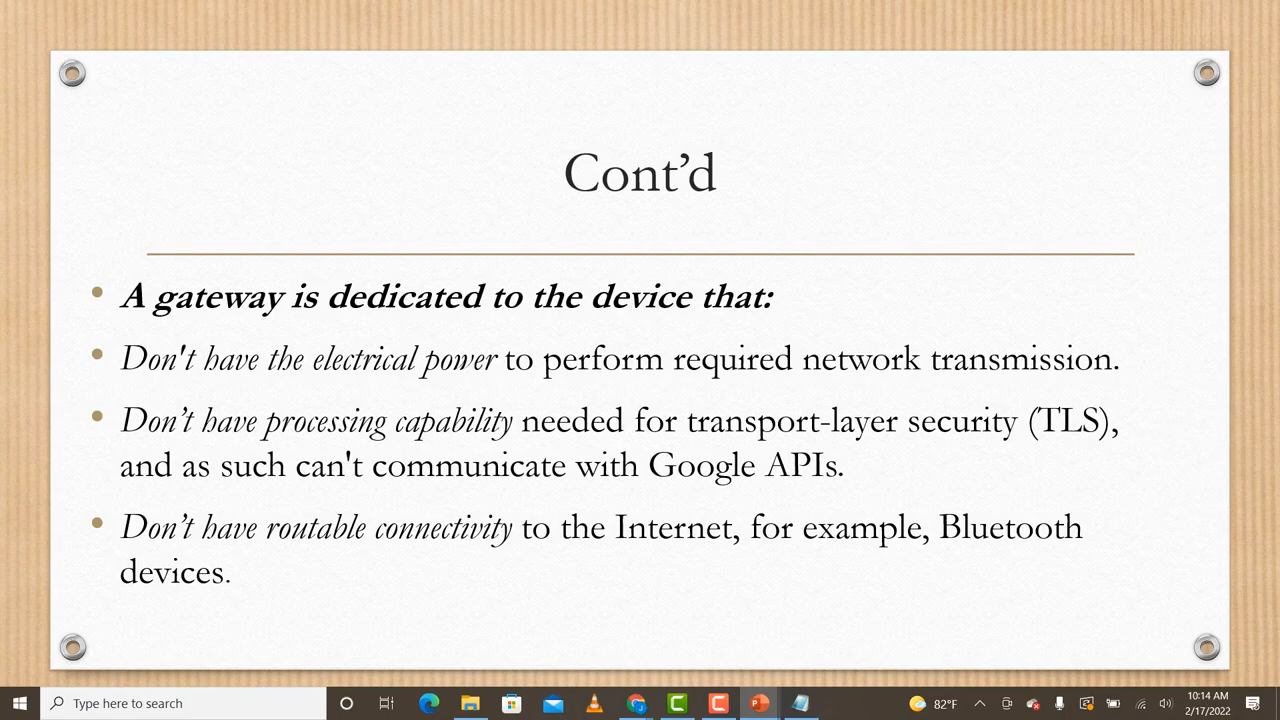 Cont’d
A gateway is dedicated to the device that:
Don't have the electrical power to perform required network transmission.
Don’t have processing capability needed for transport-layer security (TLS),
and as such can't communicate with Google APIs.
Don’t have routable connectivity to the Internet, for example, Bluetooth
devices.
Type here to search
82°F
10:14 AM
2/17/2022